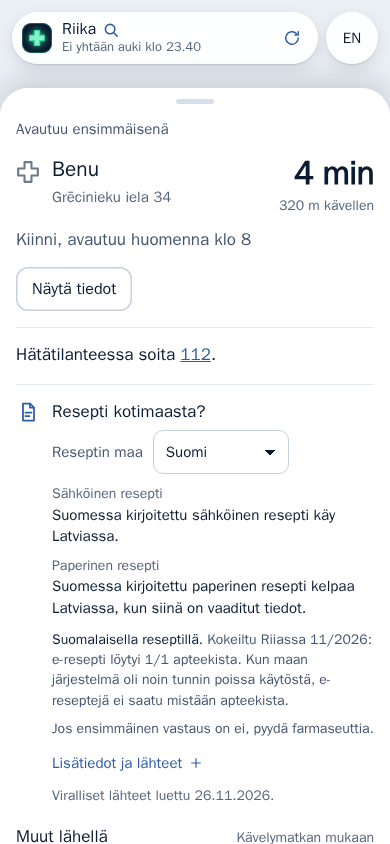 Riika
Ei yhtään auki klo 23.40
EN
Avautuu ensimmäisenä
Benu
4 min
Grēcinieku iela 34
320 m kävellen
Kiinni, avautuu huomenna klo 8
Näytä tiedot
Hätätilanteessa soita 112.
Resepti kotimaasta?
Reseptin maa
Suomi
Sähköinen resepti
Suomessa kirjoitettu sähköinen resepti käy
Latviassa.
Paperinen resepti
Suomessa kirjoitettu paperinen resepti kelpaa
Latviassa, kun siinä on vaaditut tiedot.
Suomalaisella reseptillä. Kokeiltu Riiassa 11/2026:
e-resepti löytyi 1/1 apteekista. Kun maan
järjestelmä oli noin tunnin poissa käytöstä, e-
reseptejä ei saatu mistään apteekista.
Jos ensimmäinen vastaus on ei, pyydä farmaseuttia.
Lisätiedot ja lähteet +
Viralliset lähteet luettu 26.11.2026.
Muut lähellä
Kävelymatkan mukaan